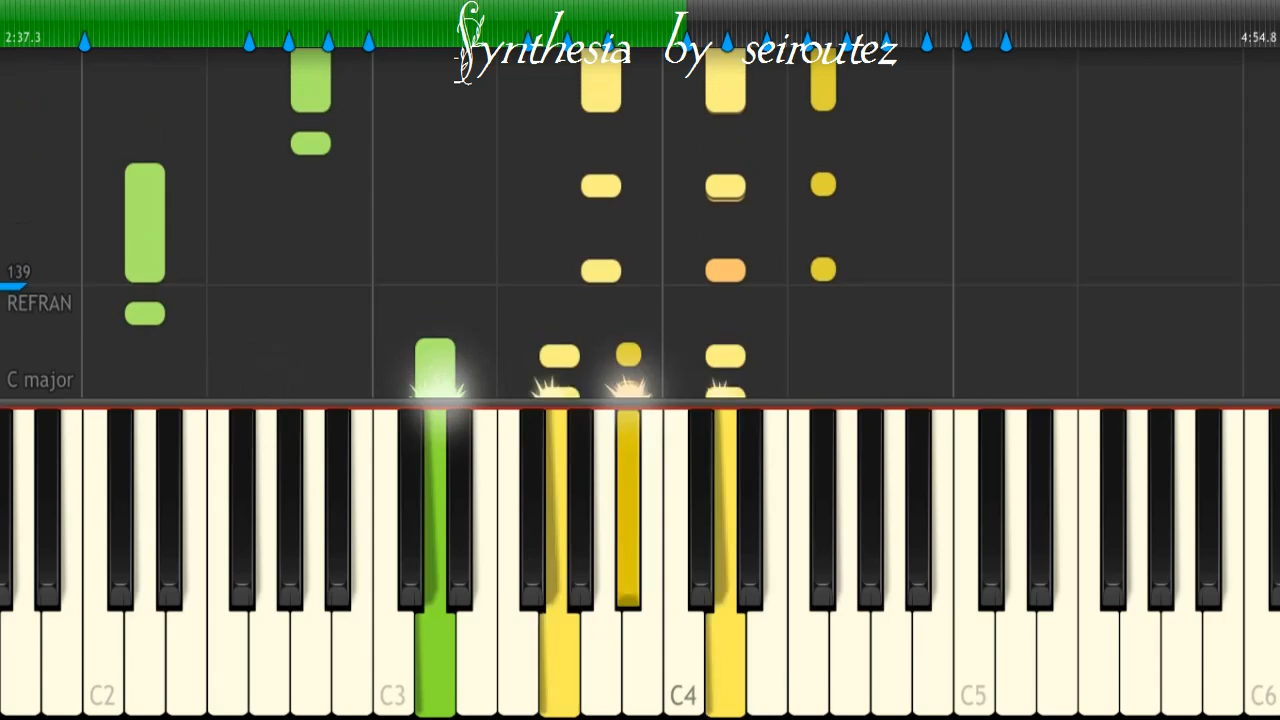 Synthesia by seiroutez
2:37.3
4:54.8
139
REFRAN
C major
C2 C3 C4 C5 C6